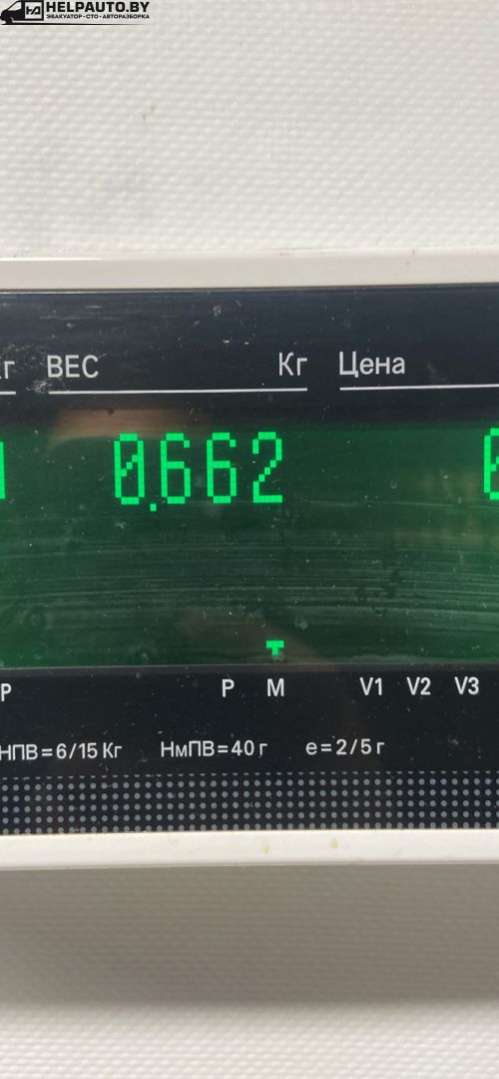 HELPAUTO.BY
ЭВАКУАТОР·СТО·АВТОРАЗБОРКА
ВЕС Кг Цена
0.662
P M V1 V2 V3
НПВ=6/15 Кг НмПВ=40 г e=2/5 г